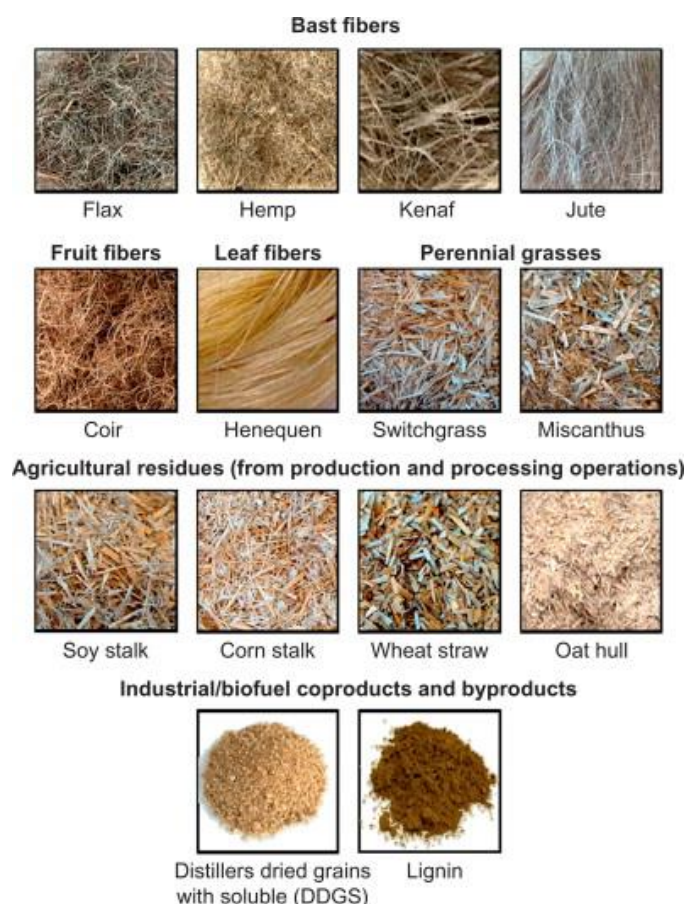 Bast fibers
Flax Hemp Kenaf Jute
Fruit fibers Leaf fibers Perennial grasses
Coir Henequen Switchgrass Miscanthus
Agricultural residues (from production and processing operations)
Soy stalk Corn stalk Wheat straw Oat hull
Industrial/biofuel coproducts and byproducts
Distillers dried grains
with soluble (DDGS)
Lignin